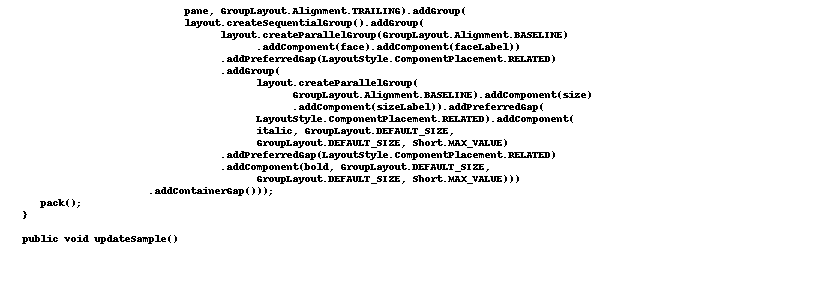 pane, GroupLayout.Alignment.TRAILING).addGroup(
layout.createSequentialGroup().addGroup(
layout.createParallelGroup(GroupLayout.Alignment.BASELINE)
.addComponent(face).addComponent(faceLabel))
.addPreferredGap(LayoutStyle.ComponentPlacement.RELATED)
.addGroup(
layout.createParallelGroup(
GroupLayout.Alignment.BASELINE).addComponent(size)
.addComponent(sizeLabel)).addPreferredGap(
LayoutStyle.ComponentPlacement.RELATED).addComponent(
italic, GroupLayout.DEFAULT_SIZE,
GroupLayout.DEFAULT_SIZE, Short.MAX_VALUE)
.addPreferredGap(LayoutStyle.ComponentPlacement.RELATED)
.addComponent(bold, GroupLayout.DEFAULT_SIZE,
GroupLayout.DEFAULT_SIZE, Short.MAX_VALUE)))
.addContainerGap()));
pack();
}
public void updateSample()